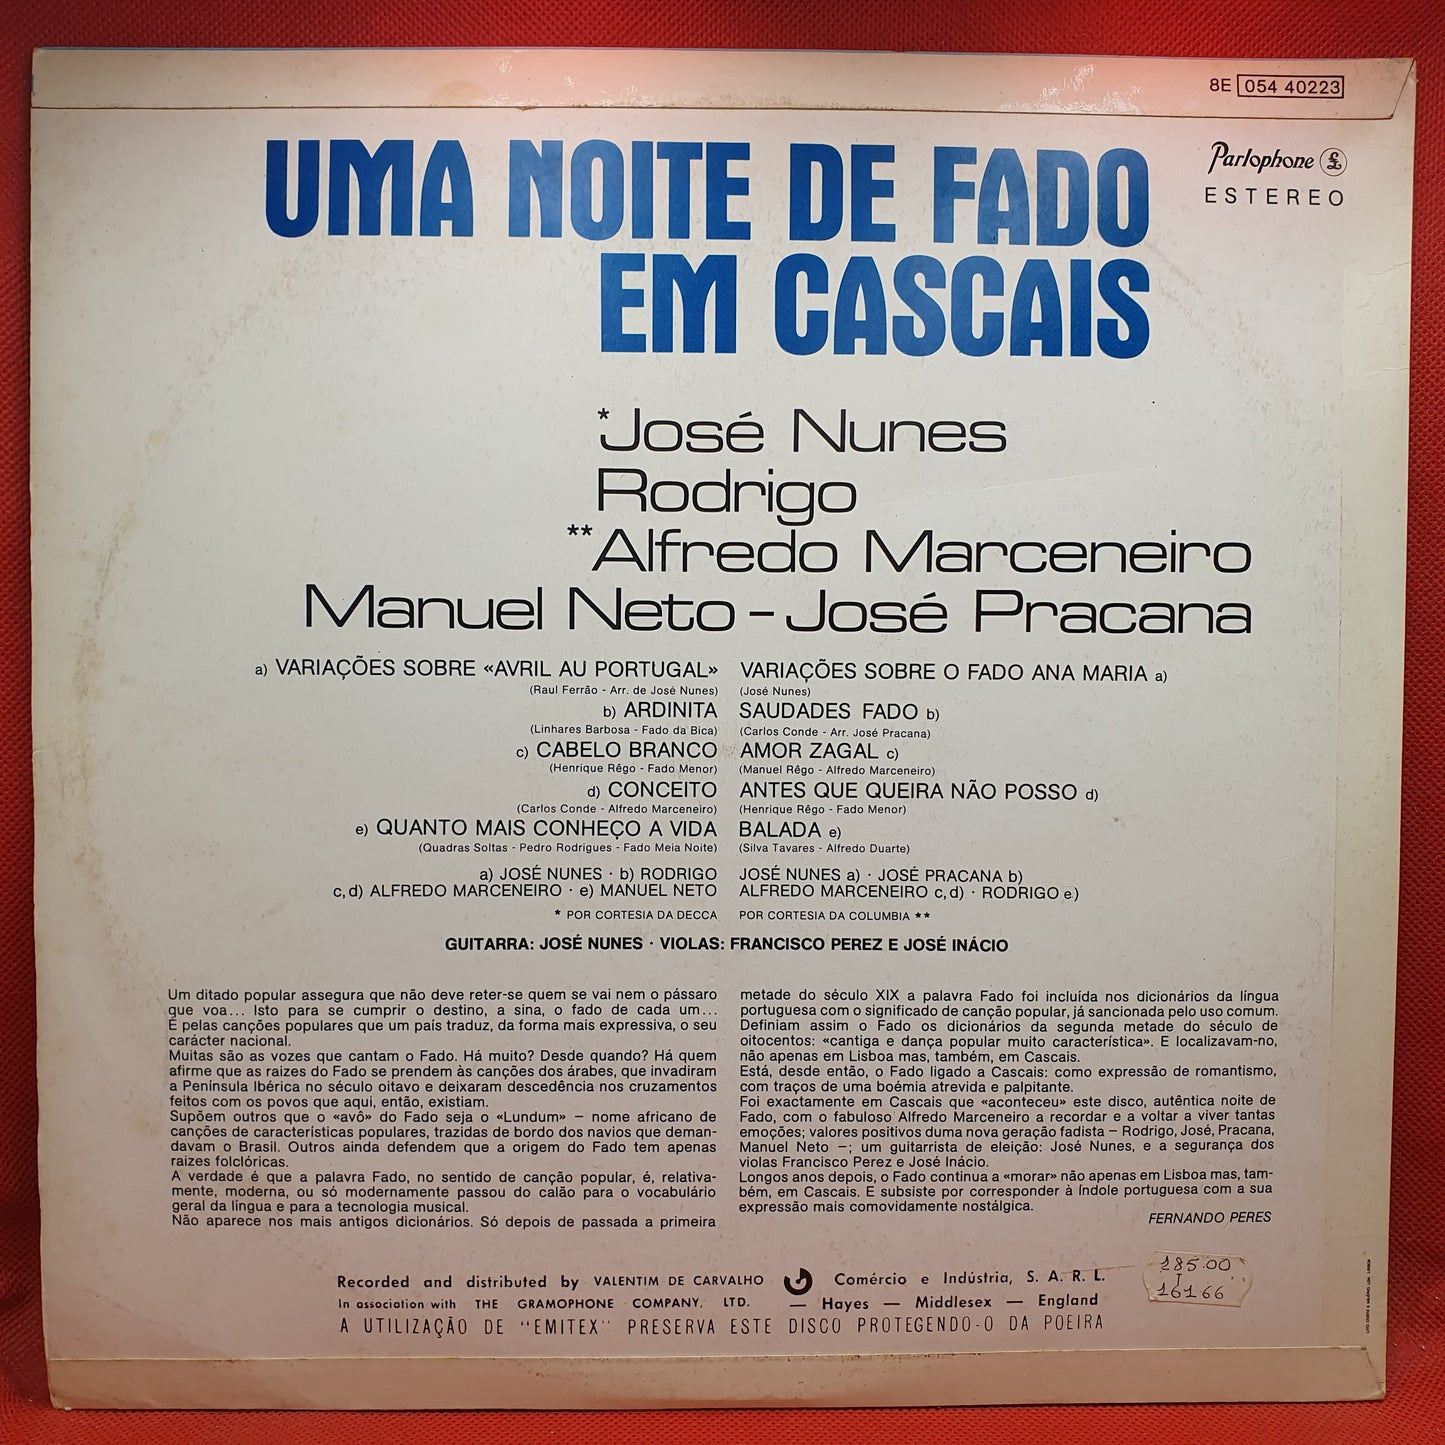 8E 054 40223
Parlophone £
ESTEREO
UMA NOITE DE FADO
EM CASCAIS
*José Nunes
Rodrigo
**Alfredo Marceneiro
Manuel Neto – José Pracana
a) VARIAÇÕES SOBRE «AVRIL AU PORTUGAL»
(Raul Ferrão - Arr. de José Nunes)
b) ARDINITA
(Linhares Barbosa - Fado da Bica)
c) CABELO BRANCO
(Henrique Rêgo - Fado Menor)
d) CONCEITO
(Carlos Conde - Alfredo Marceneiro)
e) QUANTO MAIS CONHEÇO A VIDA
(Quadras Soltas - Pedro Rodrigues - Fado Meia Noite)
a) JOSÉ NUNES · b) RODRIGO
c, d) ALFREDO MARCENEIRO · e) MANUEL NETO
* POR CORTESIA DA DECCA
VARIAÇÕES SOBRE O FADO ANA MARIA a)
(José Nunes)
SAUDADES FADO b)
(Carlos Conde - Arr. José Pracana)
AMOR ZAGAL c)
(Manuel Rêgo - Alfredo Marceneiro)
ANTES QUE QUEIRA NÃO POSSO d)
(Henrique Rêgo - Fado Menor)
BALADA e)
(Silva Tavares - Alfredo Duarte)
JOSÉ NUNES a) · JOSÉ PRACANA b)
ALFREDO MARCENEIRO c, d) · RODRIGO e)
POR CORTESIA DA COLUMBIA **
GUITARRA: JOSÉ NUNES · VIOLAS: FRANCISCO PEREZ E JOSÉ INÁCIO
Um ditado popular assegura que não deve reter-se quem se vai nem o pássaro
que voa... Isto para se cumprir o destino, a sina, o fado de cada um...
É pelas canções populares que um país traduz, da forma mais expressiva, o seu
carácter nacional.
Muitas são as vozes que cantam o Fado. Há muito? Desde quando? Há quem
afirme que as raizes do Fado se prendem às canções dos árabes, que invadiram
a Península Ibérica no século oitavo e deixaram descedência nos cruzamentos
feitos com os povos que aqui, então, existiam.
Supõem outros que o «avô» do Fado seja o «Lundum» – nome africano de
canções de características populares, trazidas de bordo dos navios que deman-
davam o Brasil. Outros ainda defendem que a origem do Fado tem apenas
raizes folclóricas.
A verdade é que a palavra Fado, no sentido de canção popular, é, relativa-
mente, moderna, ou só modernamente passou do calão para o vocabulário
geral da língua e para a tecnologia musical.
Não aparece nos mais antigos dicionários. Só depois de passada a primeira
metade do século XIX a palavra Fado foi incluída nos dicionários da língua
portuguesa com o significado de canção popular, já sancionada pelo uso comum.
Definiam assim o Fado os dicionários da segunda metade do século de
oitocentos: «cantiga e dança popular muito característica». E localizavam-no,
não apenas em Lisboa mas, também, em Cascais.
Está, desde então, o Fado ligado a Cascais: como expressão de romantismo,
com traços de uma boémia atrevida e palpitante.
Foi exactamente em Cascais que «aconteceu» este disco, autêntica noite de
Fado, com o fabuloso Alfredo Marceneiro a recordar e a voltar a viver tantas
emoções; valores positivos duma nova geração fadista – Rodrigo, José, Pracana,
Manuel Neto –; um guitarrista de eleição: José Nunes, e a segurança dos
violas Francisco Perez e José Inácio.
Longos anos depois, o Fado continua a «morar» não apenas em Lisboa mas, tam-
bém, em Cascais. E subsiste por corresponder à índole portuguesa com a sua
expressão mais comovidamente nostálgica.
FERNANDO PERES
Recorded and distributed by VALENTIM DE CARVALHO Comércio e Indústria, S. A. R. L.
In association with THE GRAMOPHONE COMPANY, LTD. — Hayes — Middlesex — England
A UTILIZAÇÃO DE "EMITEX" PRESERVA ESTE DISCO PROTEGENDO-O DA POEIRA
185.00
I
16166